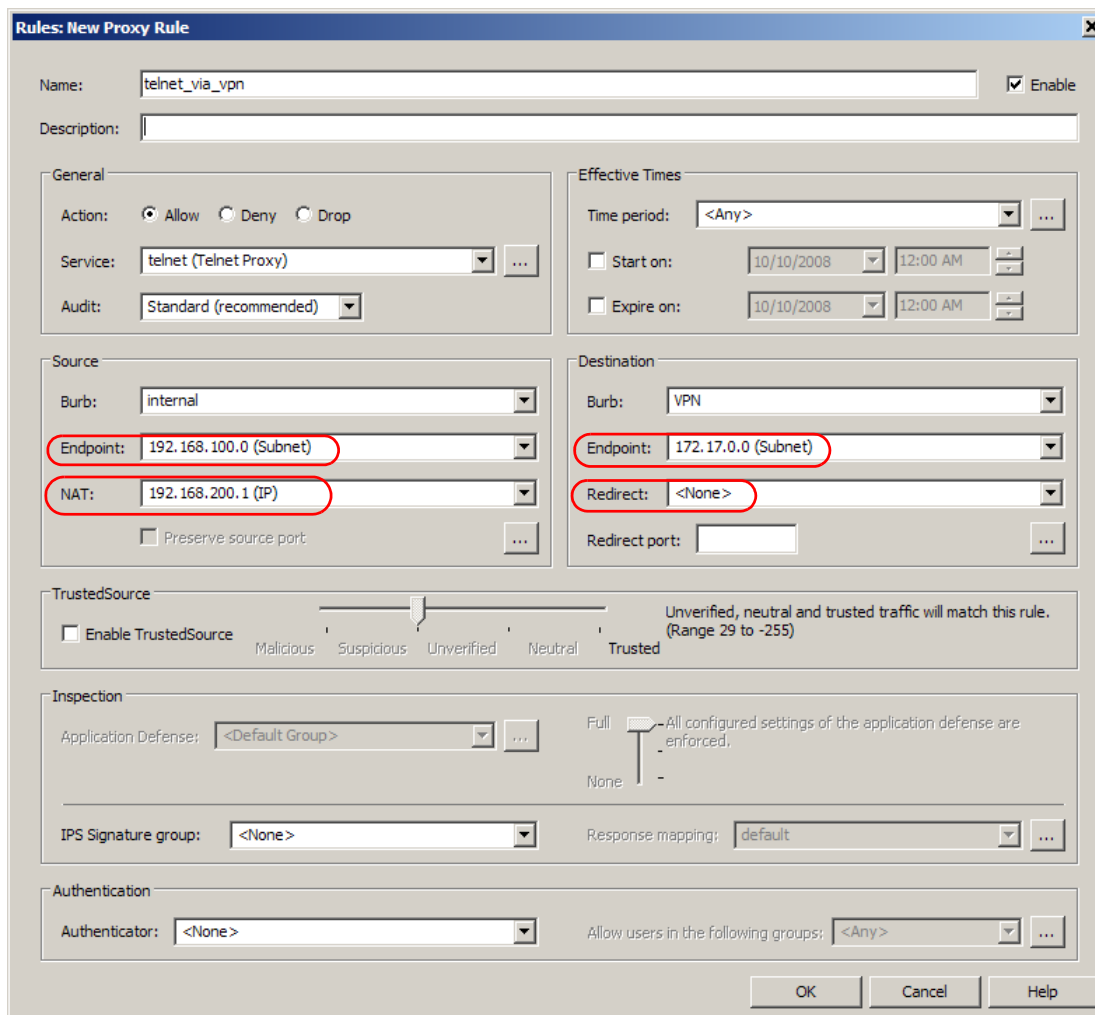 Rules: New Proxy Rule
Name: telnet_via_vpn Enable
Description:
General
Action: Allow Deny Drop
Service: telnet (Telnet Proxy) ...
Audit: Standard (recommended)
Effective Times
Time period: <Any> ...
Start on: 10/10/2008 12:00 AM
Expire on: 10/10/2008 12:00 AM
Source
Burb: internal
Endpoint: 192.168.100.0 (Subnet)
NAT: 192.168.200.1 (IP)
Preserve source port ...
Destination
Burb: VPN
Endpoint: 172.17.0.0 (Subnet)
Redirect: <None>
Redirect port: ...
TrustedSource
Enable TrustedSource
Malicious Suspicious Unverified Neutral Trusted
Unverified, neutral and trusted traffic will match this rule.
(Range 29 to -255)
Inspection
Application Defense: <Default Group> ...
Full
None
All configured settings of the application defense are
enforced.
IPS Signature group: <None>
Response mapping: default ...
Authentication
Authenticator: <None>
Allow users in the following groups: <Any> ...
OK Cancel Help